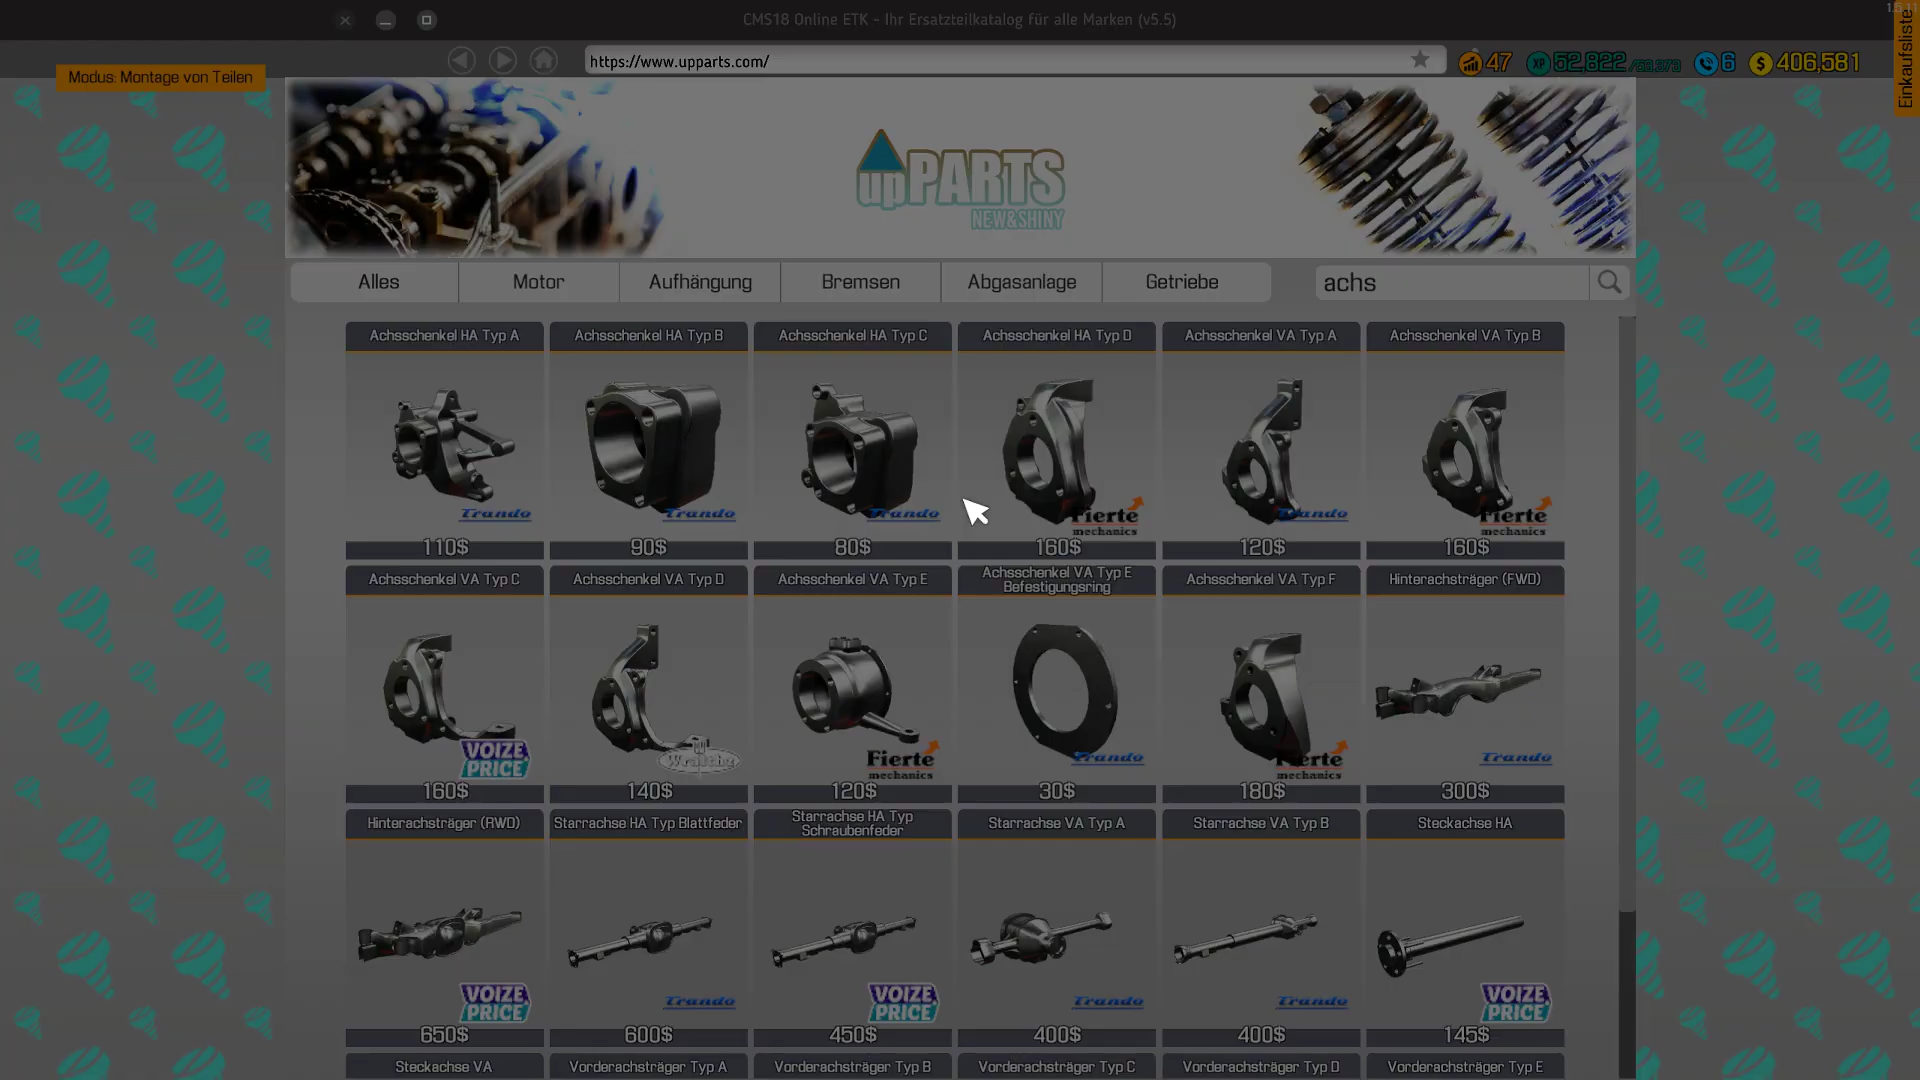 CMS18 Online ETK - Ihr Ersatzteilkatalog für alle Marken (v5.5)
Einkaufsliste
https://www.upparts.com/
47
52,822
6
406,581
Modus: Montage von Teilen
upPARTS
NEW&SHINY
Alles
Motor
Aufhängung
Bremsen
Abgasanlage
Getriebe
achs
Achsschenkel HA Typ A
Achsschenkel HA Typ B
Achsschenkel HA Typ C
Achsschenkel HA Typ D
Achsschenkel VA Typ A
Achsschenkel VA Typ B
Trando
Trando
Trando
Fierte
mechanics
Trando
Fierte
mechanics
110$
90$
80$
160$
120$
160$
Achsschenkel VA Typ C
Achsschenkel VA Typ D
Achsschenkel VA Typ E
Achsschenkel VA Typ E
Befestigungsring
Achsschenkel VA Typ F
Hinterachsträger (FWD)
VOIZE
PRICE
Fierte
mechanics
Trando
Fierte
mechanics
Trando
160$
140$
120$
30$
180$
300$
Hinterachsträger (RWD)
Starrachse HA Typ Blattfeder
Starrachse HA Typ
Schraubenfeder
Starrachse VA Typ A
Starrachse VA Typ B
Steckachse HA
VOIZE
PRICE
Trando
VOIZE
PRICE
Trando
Trando
VOIZE
PRICE
650$
600$
450$
400$
400$
145$
Steckachse VA
Vorderachsträger Typ A
Vorderachsträger Typ B
Vorderachsträger Typ C
Vorderachsträger Typ D
Vorderachsträger Typ E